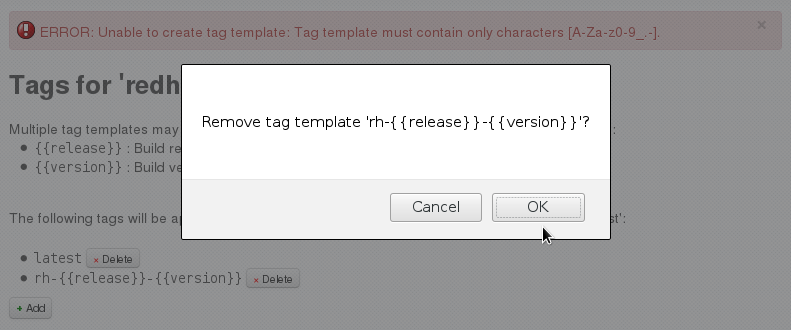 ERROR: Unable to create tag template: Tag template must contain only characters [A-Za-z0-9_.-].
×
Tags for 'redh
Multiple tag templates may
:
{{release}} : Build re
{{version}} : Build ve
Remove tag template 'rh-{{release}}-{{version}}'?
Cancel
OK
The following tags will be ap
st':
latest
× Delete
rh-{{release}}-{{version}}
× Delete
+ Add